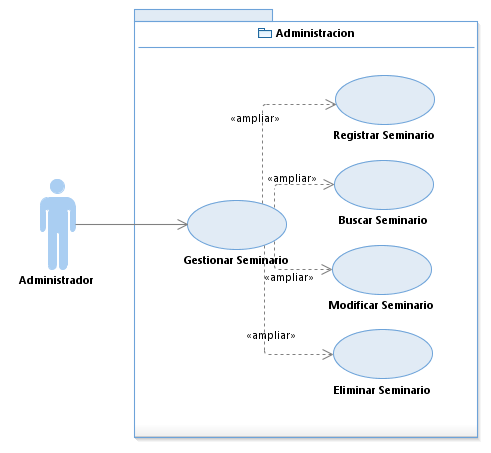 Administracion
«ampliar»
Registrar Seminario
«ampliar»
Buscar Seminario
Gestionar Seminario
Administrador
«ampliar»
Modificar Seminario
«ampliar»
Eliminar Seminario